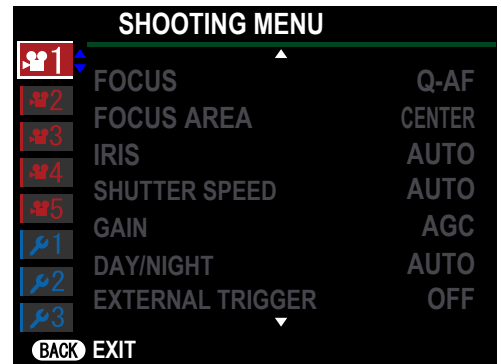 SHOOTING MENU
1
2
3
4
5
1
2
3
FOCUS Q-AF
FOCUS AREA CENTER
IRIS AUTO
SHUTTER SPEED AUTO
GAIN AGC
DAY/NIGHT AUTO
EXTERNAL TRIGGER OFF
BACK EXIT